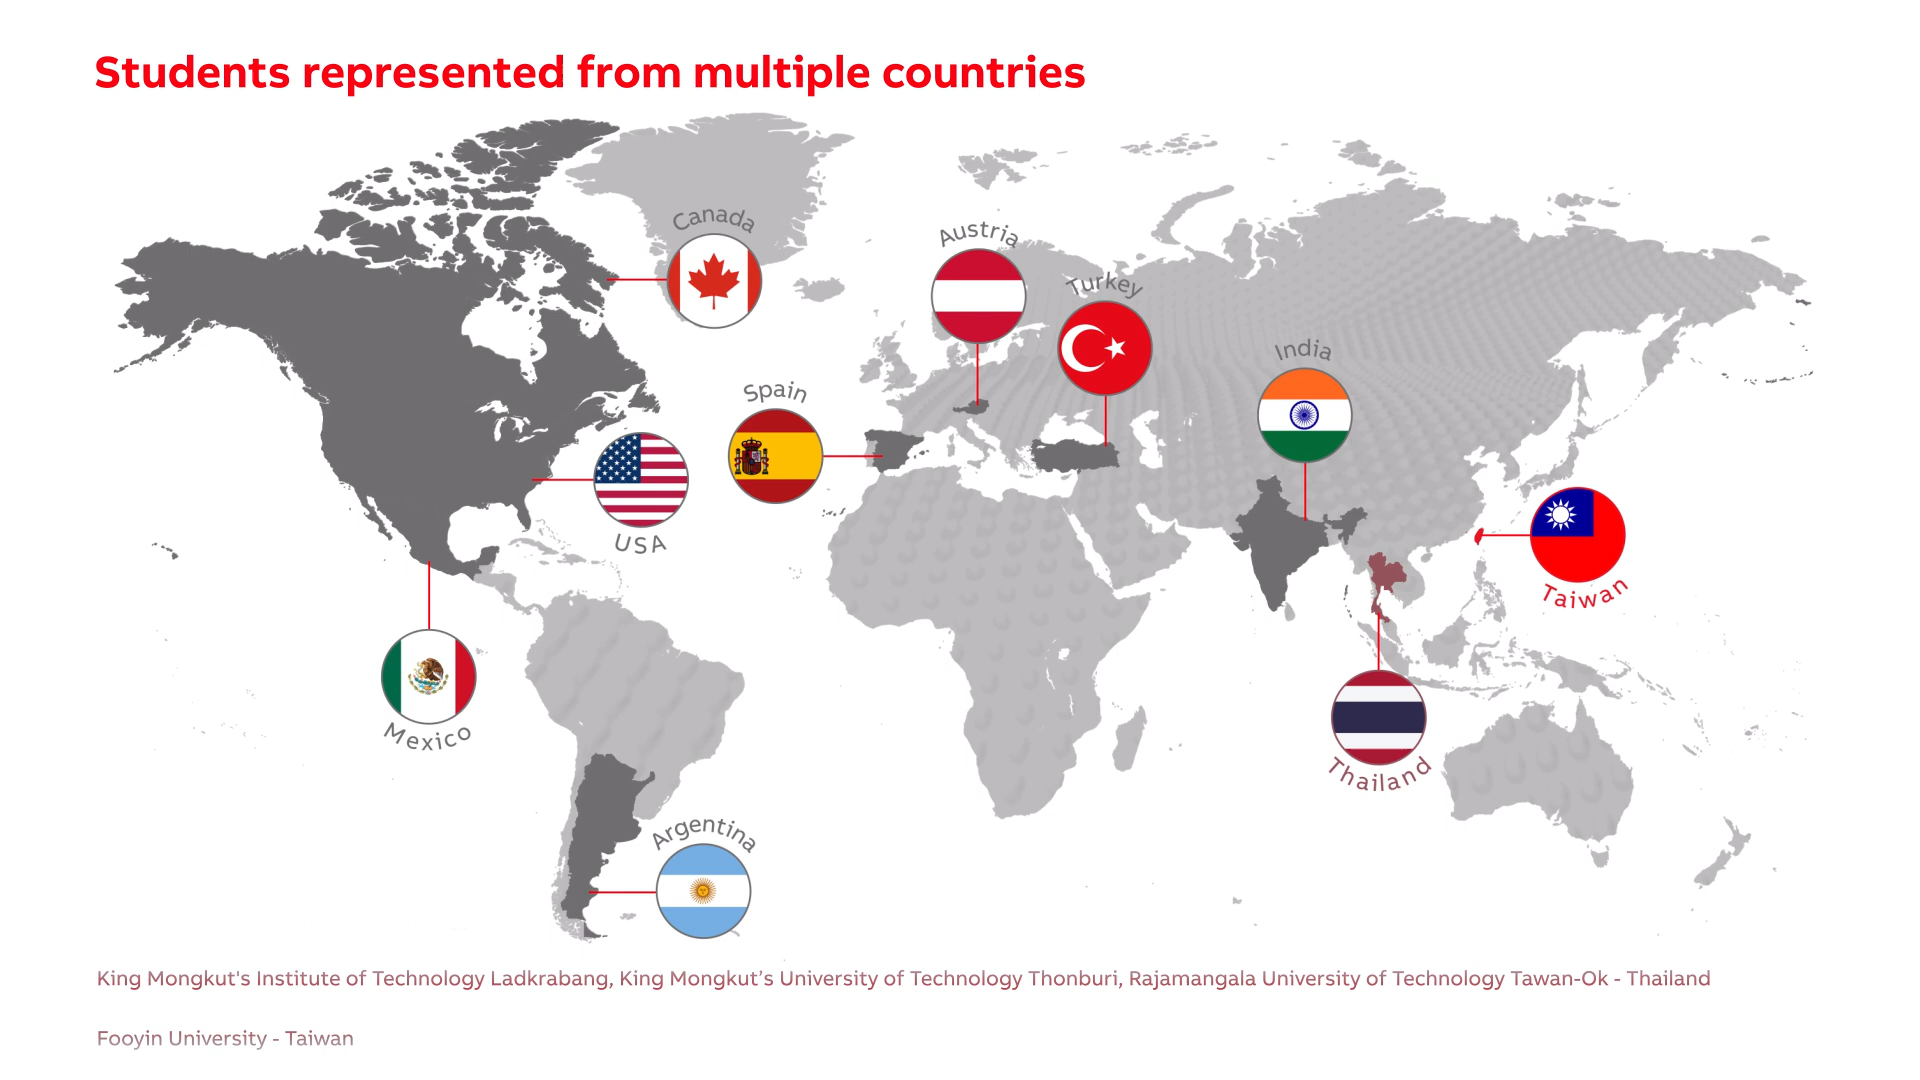 Students represented from multiple countries
Canada
Austria
Turkey
India
Spain
USA
Taiwan
Mexico
Thailand
Argentina
King Mongkut's Institute of Technology Ladkrabang, King Mongkut’s University of Technology Thonburi, Rajamangala University of Technology Tawan-Ok - Thailand
Fooyin University - Taiwan